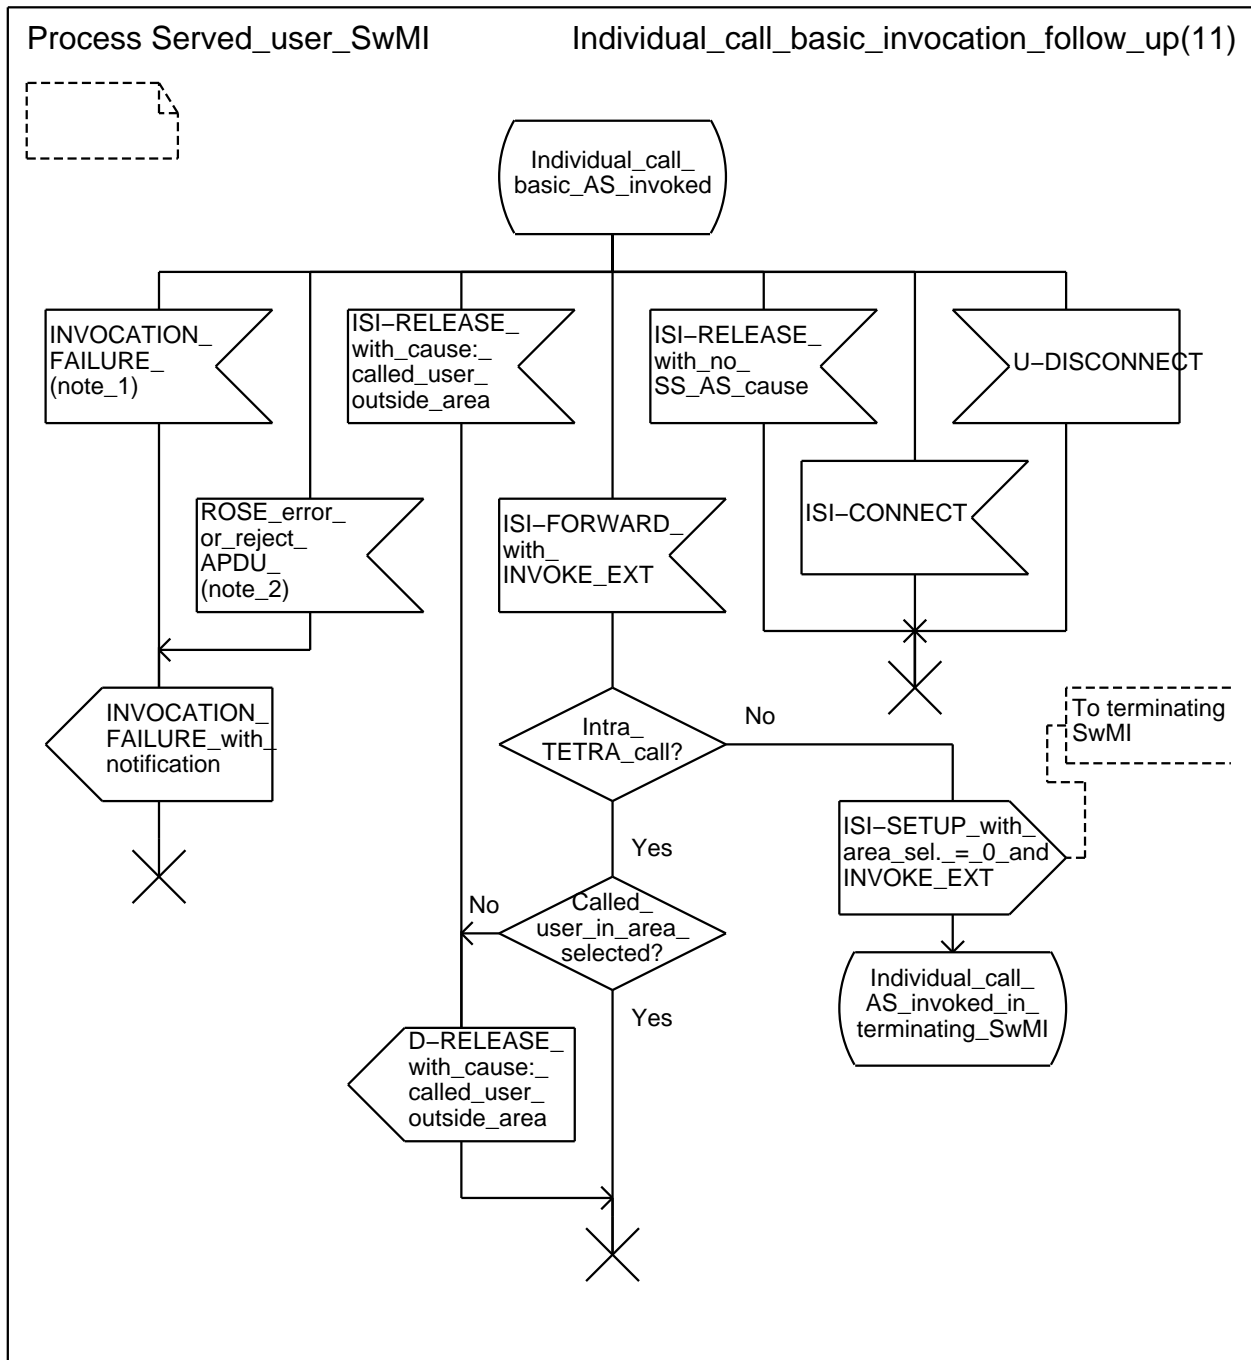 Process Served_user_SwMI
Individual_call_basic_invocation_follow_up(11)
Individual_call_
basic_AS_invoked
INVOCATION_
FAILURE_
(note_1)
ISI–RELEASE_
with_cause:_
called_user_
outside_area
ISI–RELEASE_
with_no_
SS_AS_cause
U–DISCONNECT
ROSE_error_
or_reject_
APDU_
(note_2)
ISI–FORWARD_
with_
INVOKE_EXT
ISI–CONNECT
INVOCATION_
FAILURE_with_
notification
Intra_
TETRA_call?
No
To terminating
SwMI
Yes
ISI–SETUP_with_
area_sel._=_0_and
INVOKE_EXT
No
Called_
user_in_area_
selected?
Yes
Individual_call_
AS_invoked_in_
terminating_SwMI
D–RELEASE_
with_cause:_
called_user_
outside_area